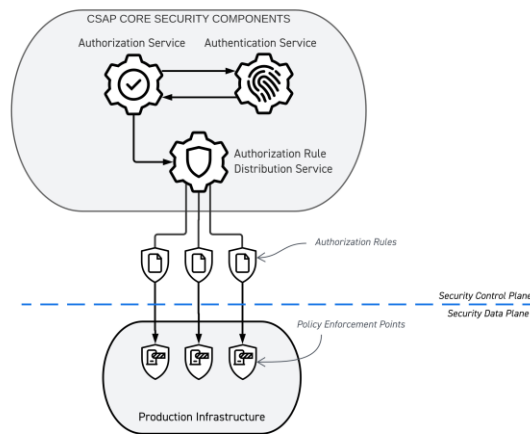 CSAP CORE SECURITY COMPONENTS
Authorization Service
Authentication Service
Authorization Rule
Distribution Service
Authorization Rules
Security Control Plane
Security Data Plane
Policy Enforcement Points
Production Infrastructure